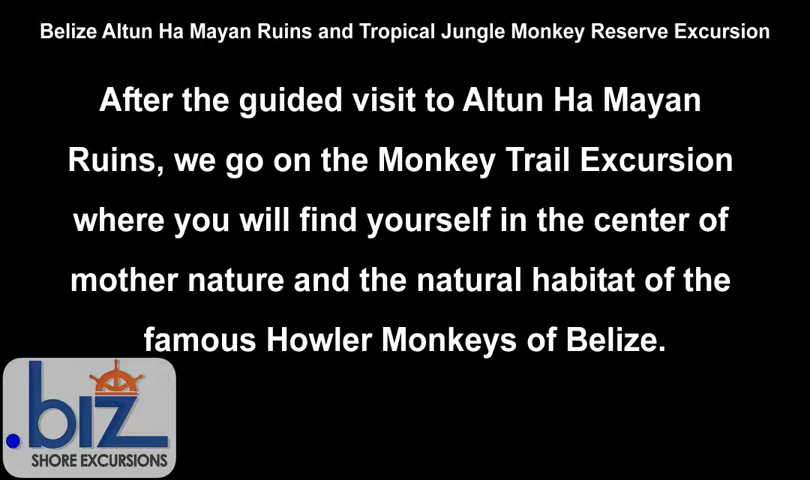 Belize Altun Ha Mayan Ruins and Tropical Jungle Monkey Reserve Excursion
After the guided visit to Altun Ha Mayan
Ruins, we go on the Monkey Trail Excursion
where you will find yourself in the center of
mother nature and the natural habitat of the
famous Howler Monkeys of Belize.
.biz
SHORE EXCURSIONS